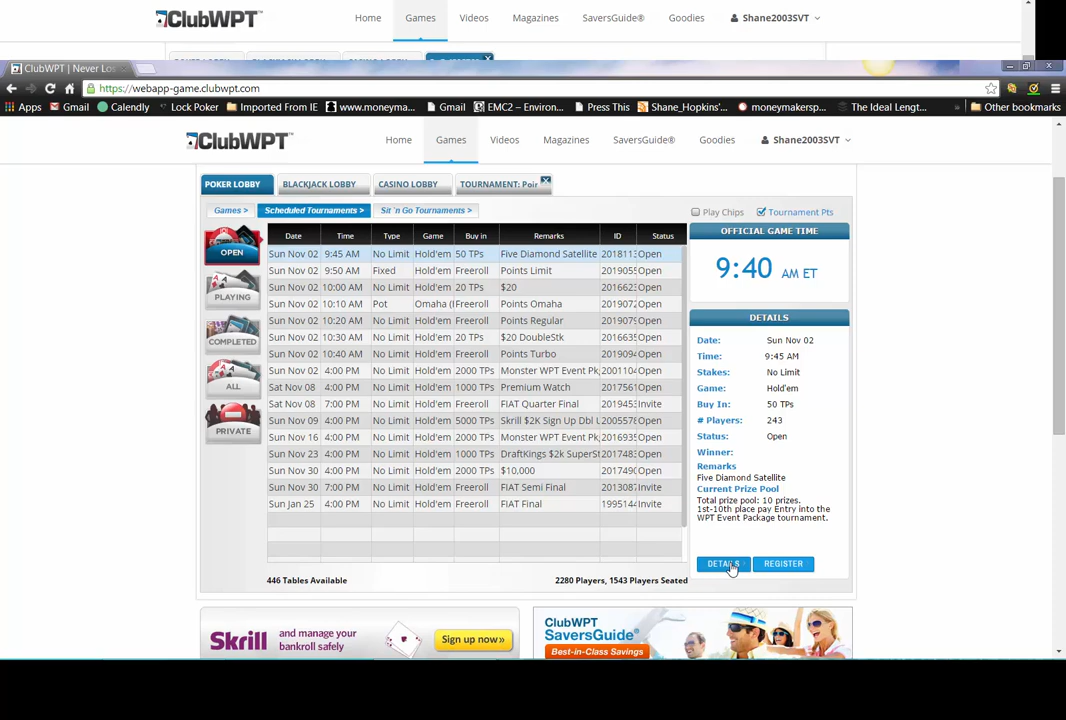 ClubWPT™ Home Games Videos Magazines SaversGuide® Goodies Shane2003SVT
ClubWPT | Never Los
https://webapp-game.clubwpt.com
Apps Gmail Calendly Lock Poker Imported From IE www.moneyma... Gmail EMC2 – Environ... Press This Shane_Hopkins'... moneymakersp... The Ideal Lengt... » Other bookmarks
ClubWPT™ Home Games Videos Magazines SaversGuide® Goodies Shane2003SVT
POKER LOBBY BLACKJACK LOBBY CASINO LOBBY TOURNAMENT: Poin
Games > Scheduled Tournaments > Sit 'n Go Tournaments > Play Chips Tournament Pts
OPEN
PLAYING
COMPLETED
ALL
PRIVATE
Date Time Type Game Buy in Remarks ID Status
Sun Nov 02 9:45 AM No Limit Hold'em 50 TPs Five Diamond Satellite 2018113 Open
Sun Nov 02 9:50 AM Fixed Hold'em Freeroll Points Limit 2019055 Open
Sun Nov 02 10:00 AM No Limit Hold'em 20 TPs $20 2016623 Open
Sun Nov 02 10:10 AM Pot Omaha (I Freeroll Points Omaha 2019072 Open
Sun Nov 02 10:20 AM No Limit Hold'em Freeroll Points Regular 2019079 Open
Sun Nov 02 10:30 AM No Limit Hold'em 20 TPs $20 DoubleStk 2016635 Open
Sun Nov 02 10:40 AM No Limit Hold'em Freeroll Points Turbo 2019094 Open
Sun Nov 02 4:00 PM No Limit Hold'em 2000 TPs Monster WPT Event Pk 2001104 Open
Sat Nov 08 4:00 PM No Limit Hold'em 1000 TPs Premium Watch 2017561 Open
Sat Nov 08 7:00 PM No Limit Hold'em Freeroll FIAT Quarter Final 2019453 Invite
Sun Nov 09 4:00 PM No Limit Hold'em 5000 TPs Skrill $2K Sign Up Dbl U 2005578 Open
Sun Nov 16 4:00 PM No Limit Hold'em 2000 TPs Monster WPT Event Pk 2016935 Open
Sun Nov 23 4:00 PM No Limit Hold'em Freeroll DraftKings $2k SuperSt 2017483 Open
Sun Nov 30 4:00 PM No Limit Hold'em 2000 TPs $10,000 2017490 Open
Sun Nov 30 7:00 PM No Limit Hold'em Freeroll FIAT Semi Final 2013087 Invite
Sun Jan 25 4:00 PM No Limit Hold'em Freeroll FIAT Final 1995144 Invite
446 Tables Available 2280 Players, 1543 Players Seated
OFFICIAL GAME TIME
9:40 AM ET
DETAILS
Date: Sun Nov 02
Time: 9:45 AM
Stakes: No Limit
Game: Hold'em
Buy In: 50 TPs
# Players: 243
Status: Open
Winner:
Remarks
Five Diamond Satellite
Current Prize Pool
Total prize pool: 10 prizes.
1st-10th place pay Entry into the
WPT Event Package tournament.
DETAILS REGISTER
Skrill and manage your
bankroll safely
Sign up now»
ClubWPT
SaversGuide®
Best-in-Class Savings